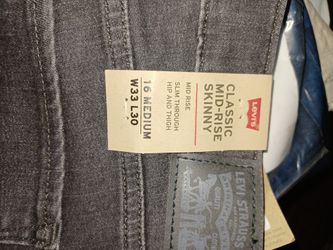 Levi's
CLASSIC
MID-RISE
SKINNY
MID RISE
SLIM THROUGH
HIP AND THIGH
16 MEDIUM
W33 L30
LEVI STRAUSS